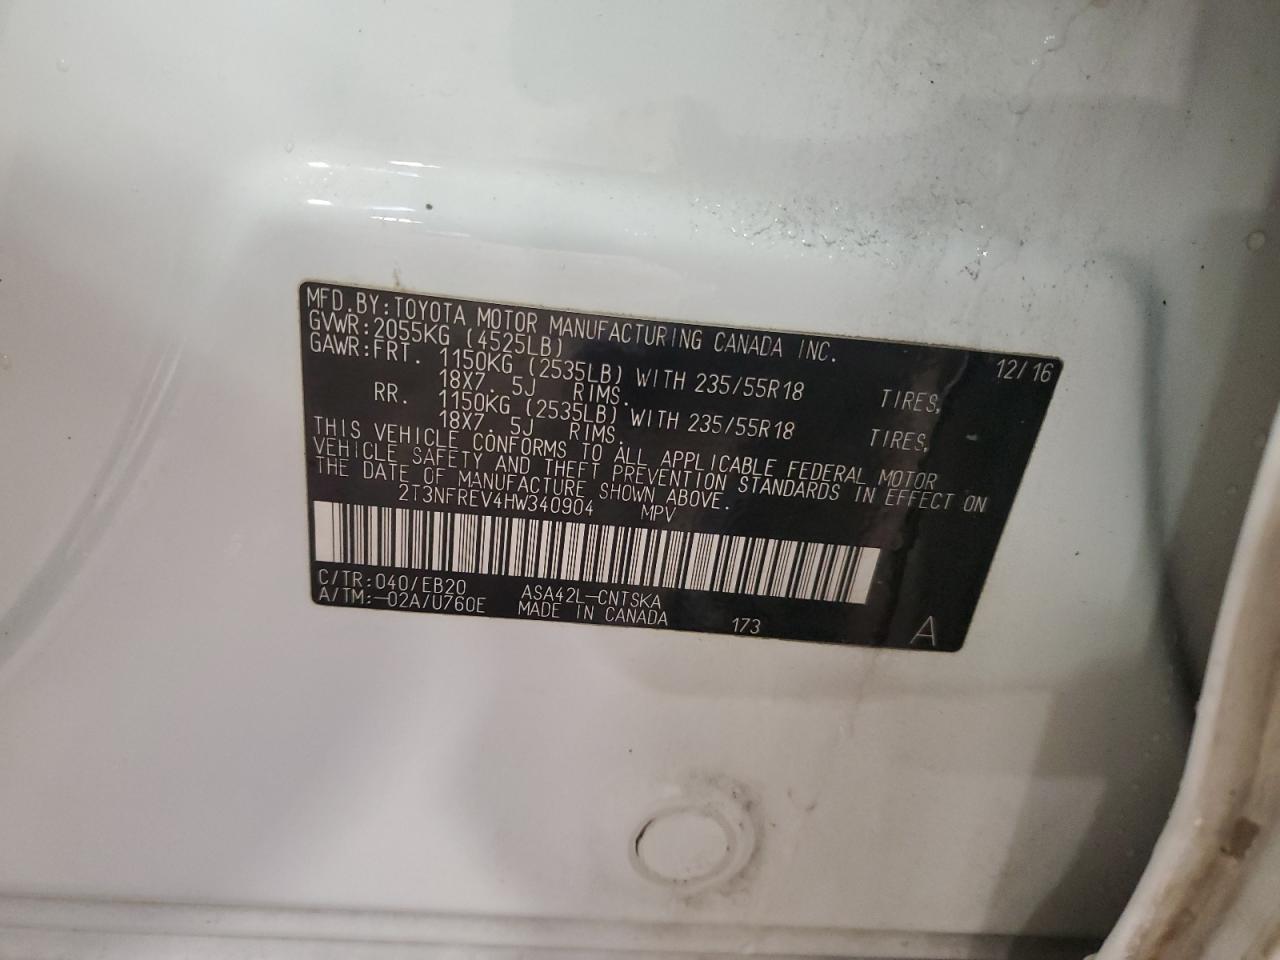 MFD.BY:TOYOTA MOTOR MANUFACTURING CANADA INC.
GVWR:2055KG (4525LB) 12/16
GAWR:FRT. 1150KG (2535LB) WITH 235/55R18 TIRES,
18X7.5J RIMS.
RR. 1150KG (2535LB) WITH 235/55R18 TIRES,
18X7.5J RIMS.
THIS VEHICLE CONFORMS TO ALL APPLICABLE FEDERAL MOTOR
VEHICLE SAFETY AND THEFT PREVENTION STANDARDS IN EFFECT ON
THE DATE OF MANUFACTURE SHOWN ABOVE.
2T3NFREV4HW340904 MPV
C/TR:040/EB20 ASA42L-CNTSKA
A/TM:-02A/U760E MADE IN CANADA 173 A